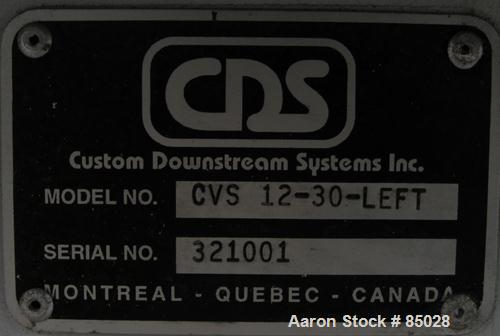 CDS
Custom Downstream Systems Inc.
MODEL NO. CVS 12-30-LEFT
SERIAL NO. 321001
MONTREAL - QUEBEC - CANADA
Aaron Stock # 85028